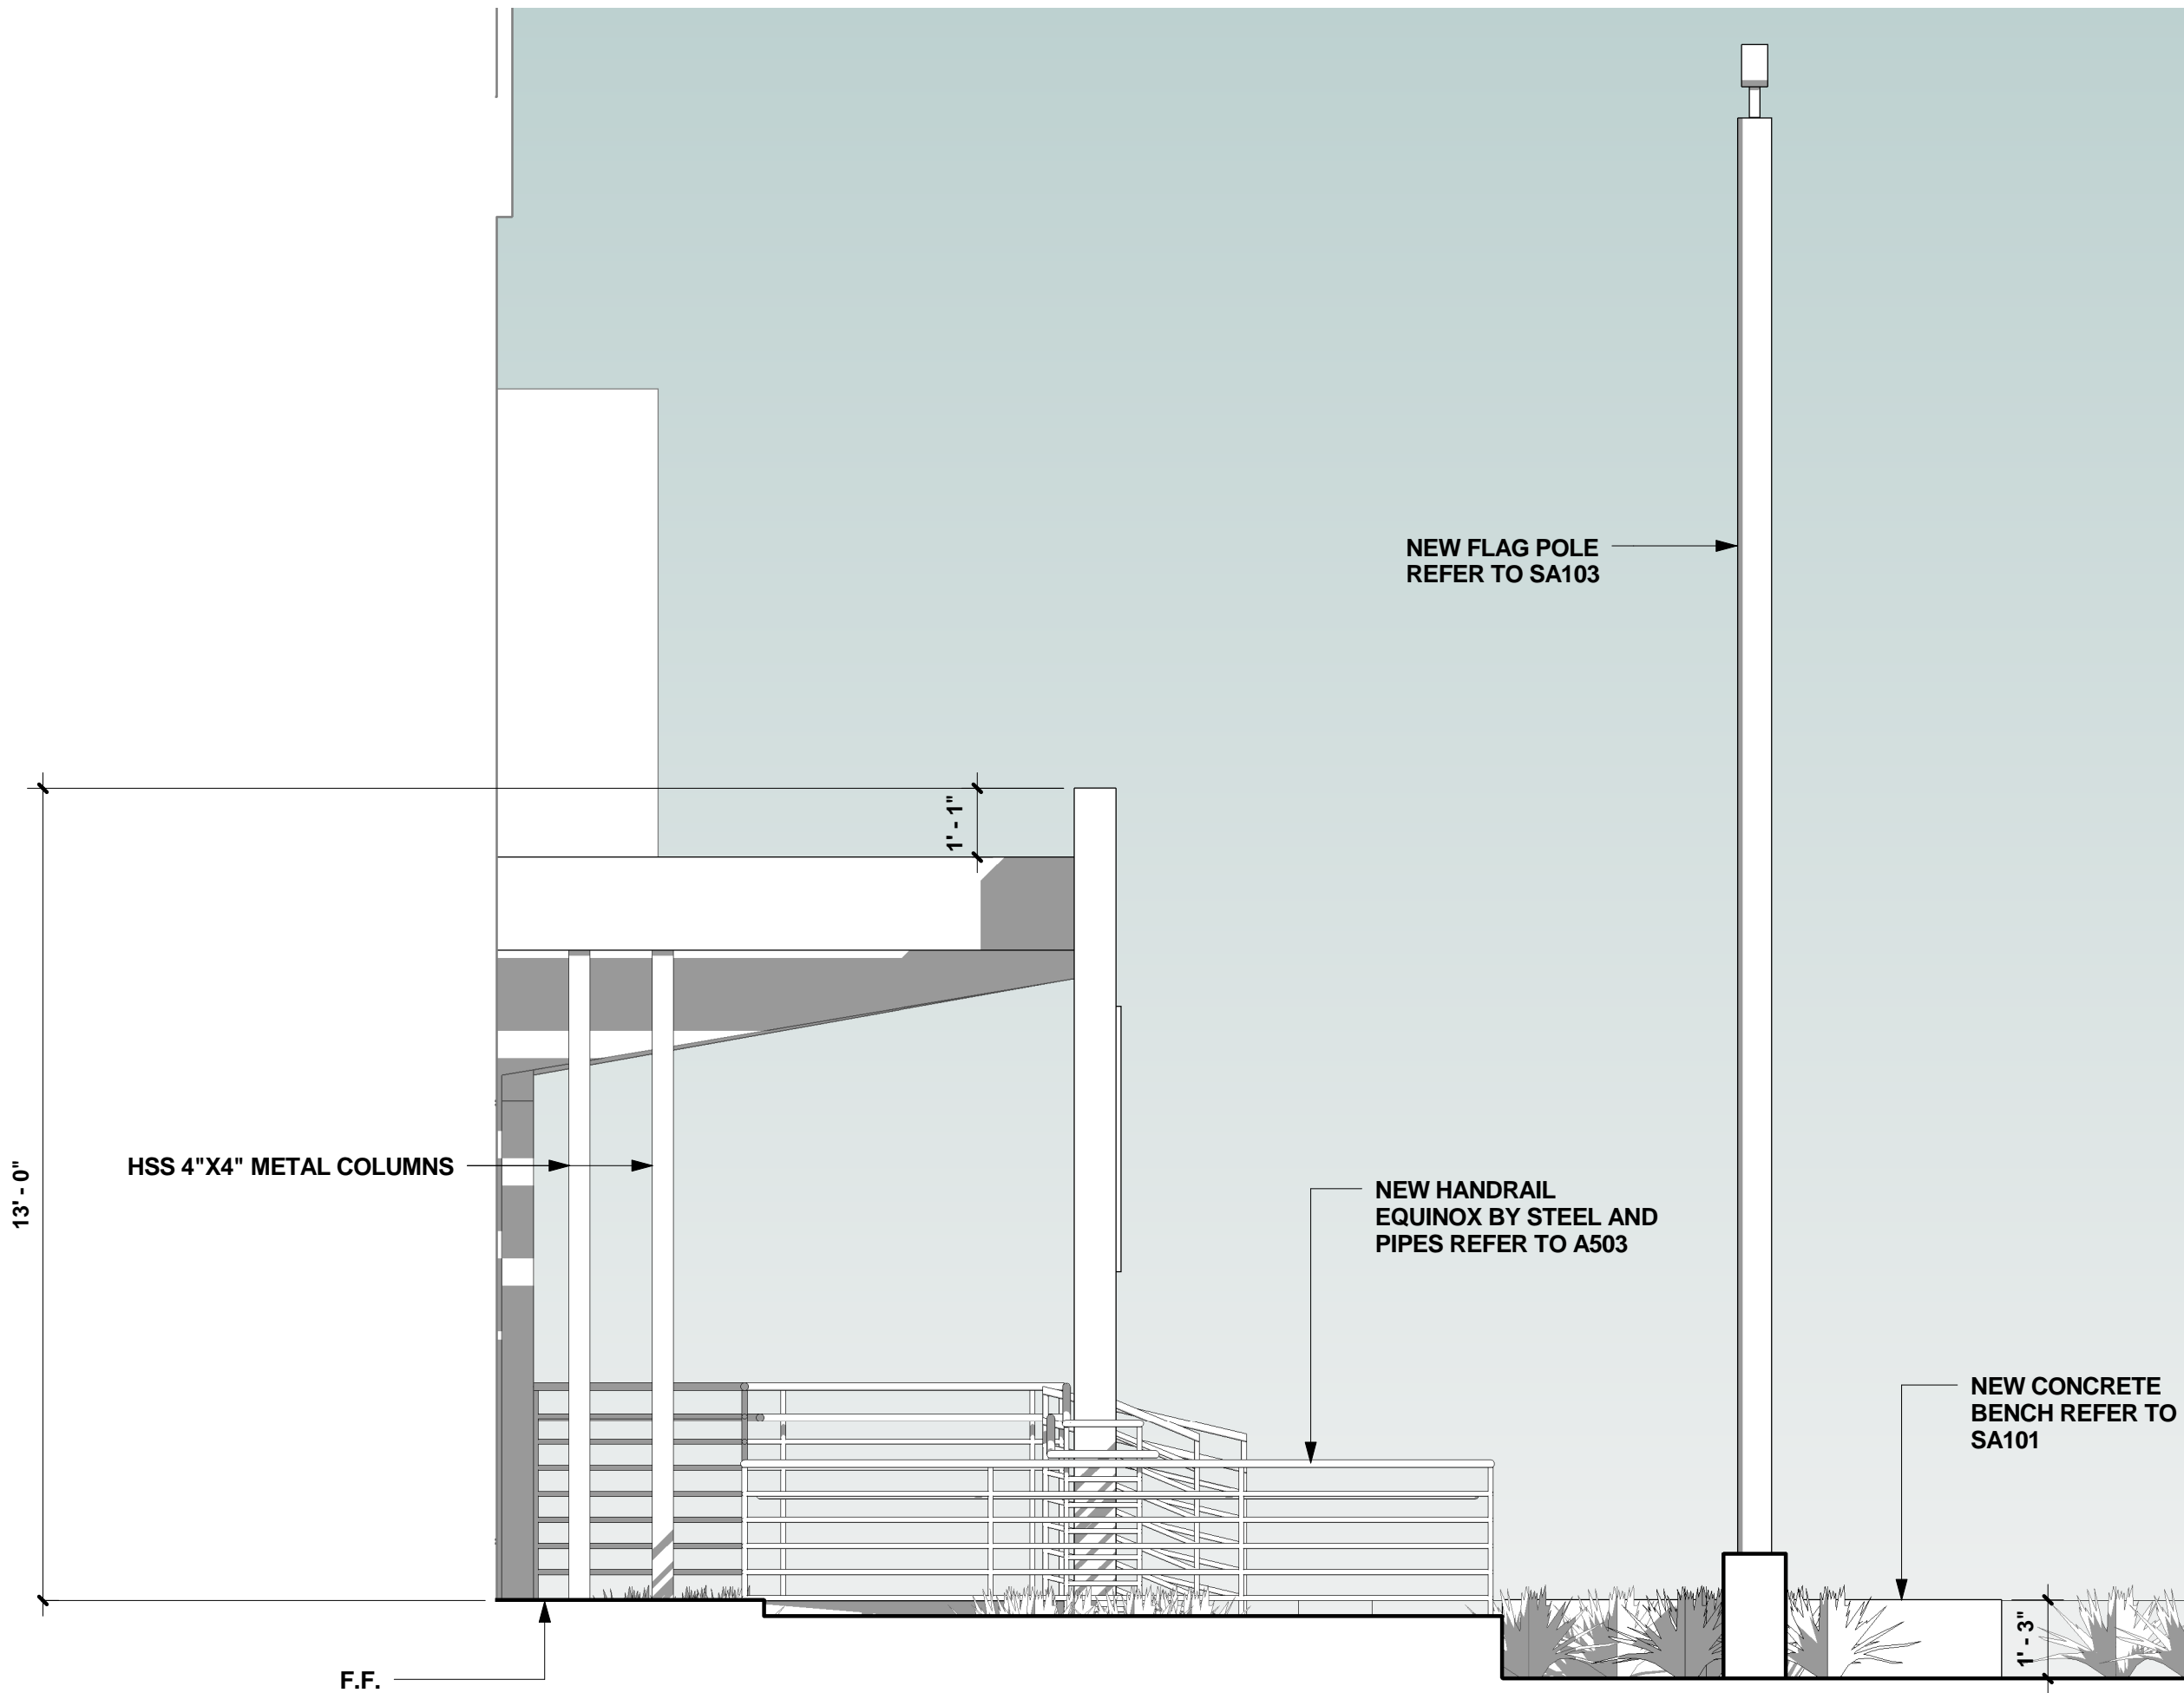 NEW FLAG POLE
REFER TO SA103
1' - 1"
13' - 0"
HSS 4"X4" METAL COLUMNS
NEW HANDRAIL
EQUINOX BY STEEL AND
PIPES REFER TO A503
NEW CONCRETE
BENCH REFER TO
SA101
1' - 3"
F.F.